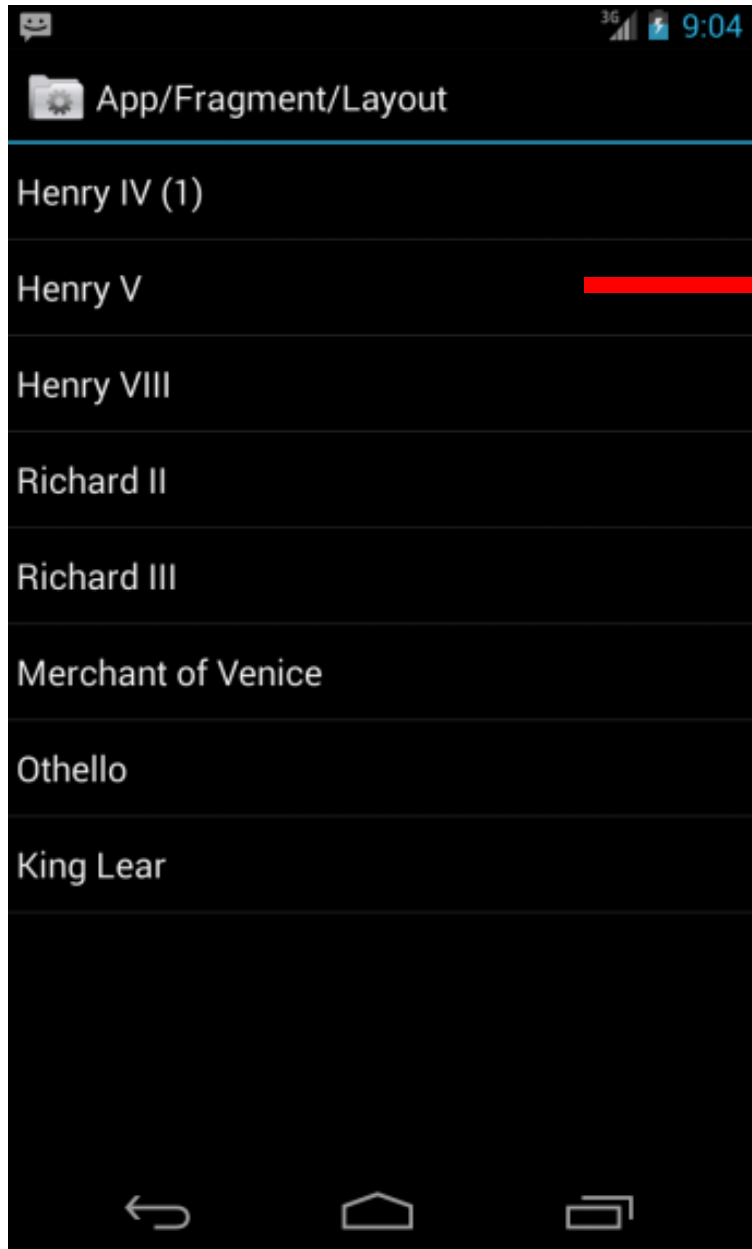 3G 9:04
App/Fragment/Layout
Henry IV (1)
Henry V
Henry VIII
Richard II
Richard III
Merchant of Venice
Othello
King Lear